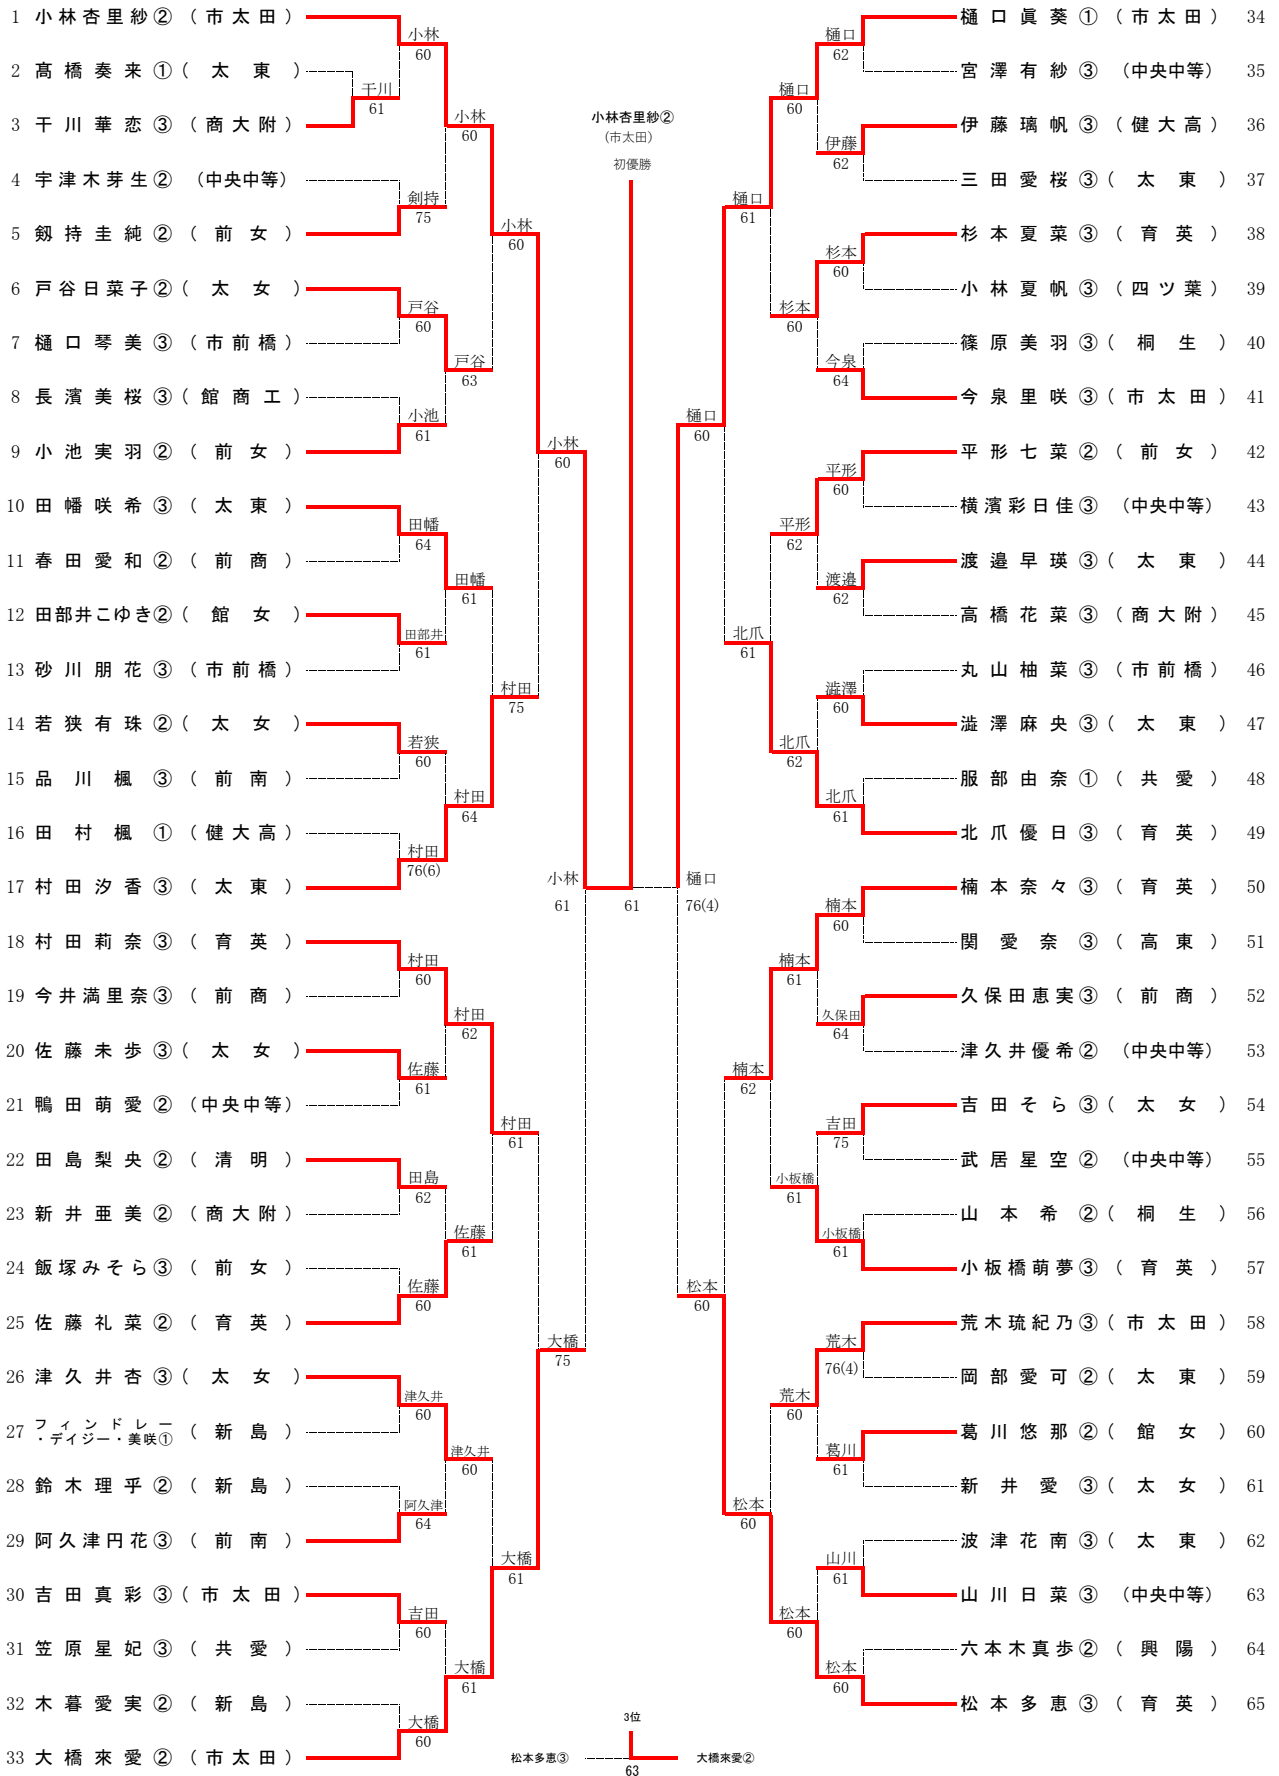 1 小林杏里紗② (市太田)
2 髙橋奏来① (太東)
3 干川華恋③ (商大附)
4 宇津木芽生② (中央中等)
5 剱持圭純② (前女)
6 戸谷日菜子② (太女)
7 樋口琴美③ (市前橋)
8 長濱美桜③ (館商工)
9 小池実羽② (前女)
10 田幡咲希③ (太東)
11 春田愛和② (前商)
12 田部井こゆき② (館女)
13 砂川朋花③ (市前橋)
14 若狭有珠② (太女)
15 品川楓③ (前南)
16 田村楓① (健大高)
17 村田汐香③ (太東)
18 村田莉奈③ (育英)
19 今井満里奈③ (前商)
20 佐藤未歩③ (太女)
21 鴨田萌愛② (中央中等)
22 田島梨央② (清明)
23 新井亜美② (商大附)
24 飯塚みそら③ (前女)
25 佐藤礼菜② (育英)
26 津久井杏③ (太女)
27 フィンドレー
・デイジー・美咲① (新島)
28 鈴木理乎② (新島)
29 阿久津円花③ (前南)
30 吉田真彩③ (市太田)
31 笠原星妃③ (共愛)
32 木暮愛実② (新島)
33 大橋來愛② (市太田)
小林
60
干川
61
剣持
75
戸谷
60
小池
61
田幡
64
田部井
61
若狭
60
村田
76(6)
村田
60
佐藤
61
田島
62
佐藤
60
津久井
60
阿久津
64
吉田
60
大橋
60
小林
60
戸谷
63
田幡
61
村田
64
村田
62
佐藤
61
津久井
60
大橋
61
小林
60
村田
75
村田
61
大橋
61
小林
60
大橋
75
小林
61
小林杏里紗②
(市太田)
初優勝
61
樋口
76(4)
樋口
60
松本
60
樋口
61
北爪
61
楠本
62
松本
60
樋口
60
杉本
60
平形
62
北爪
62
楠本
61
小板橋
61
荒木
60
松本
60
樋口
62
伊藤
62
杉本
60
今泉
64
平形
60
渡邉
62
澁澤
60
北爪
61
楠本
60
久保田
64
吉田
75
小板橋
61
荒木
76(4)
葛川
61
山川
61
松本
60
樋口眞葵① (市太田) 34
宮澤有紗③ (中央中等) 35
伊藤璃帆③ (健大高) 36
三田愛桜③ (太東) 37
杉本夏菜③ (育英) 38
小林夏帆③ (四ツ葉) 39
篠原美羽③ (桐生) 40
今泉里咲③ (市太田) 41
平形七菜② (前女) 42
横濱彩日佳③ (中央中等) 43
渡邉早瑛③ (太東) 44
高橋花菜③ (商大附) 45
丸山柚菜③ (市前橋) 46
澁澤麻央③ (太東) 47
服部由奈① (共愛) 48
北爪優日③ (育英) 49
楠本奈々③ (育英) 50
関愛奈③ (高東) 51
久保田恵実③ (前商) 52
津久井優希② (中央中等) 53
吉田そら③ (太女) 54
武居星空② (中央中等) 55
山本希② (桐生) 56
小板橋萌夢③ (育英) 57
荒木琉紀乃③ (市太田) 58
岡部愛可② (太東) 59
葛川悠那② (館女) 60
新井愛③ (太女) 61
波津花南③ (太東) 62
山川日菜③ (中央中等) 63
六本木真歩② (興陽) 64
松本多恵③ (育英) 65
3位
松本多恵③ 大橋來愛②
63